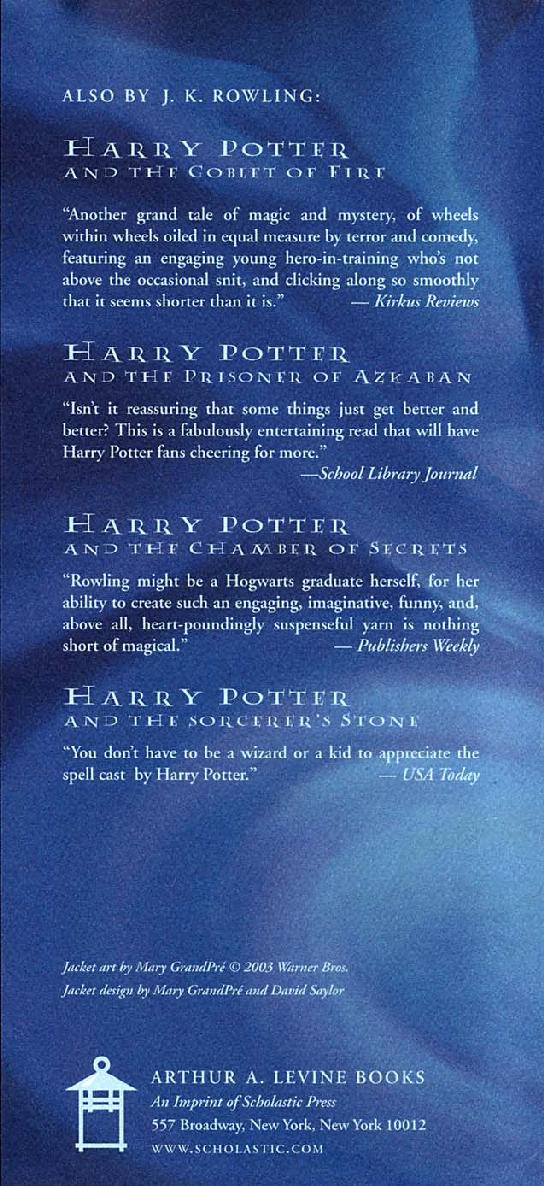 ALSO BY J. K. ROWLING:
HARRY POTTER
AND THE GOBLET OF FIRE
“Another grand tale of magic and mystery, of wheels
within wheels oiled in equal measure by terror and comedy,
featuring an engaging young hero-in-training who’s not
above the occasional snit, and clicking along so smoothly
that it seems shorter than it is.” — Kirkus Reviews
HARRY POTTER
AND THE PRISONER OF AZKABAN
“Isn’t it reassuring that some things just get better and
better? This is a fabulously entertaining read that will have
Harry Potter fans cheering for more.”
—School Library Journal
HARRY POTTER
AND THE CHAMBER OF SECRETS
“Rowling might be a Hogwarts graduate herself, for her
ability to create such an engaging, imaginative, funny, and,
above all, heart-poundingly suspenseful yarn is nothing
short of magical.” — Publishers Weekly
HARRY POTTER
AND THE SORCERER’S STONE
“You don’t have to be a wizard or a kid to appreciate the
spell cast by Harry Potter.” — USA Today
Jacket art by Mary GrandPré © 2003 Warner Bros.
Jacket design by Mary GrandPré and David Saylor
ARTHUR A. LEVINE BOOKS
An Imprint of Scholastic Press
557 Broadway, New York, New York 10012
WWW.SCHOLASTIC.COM